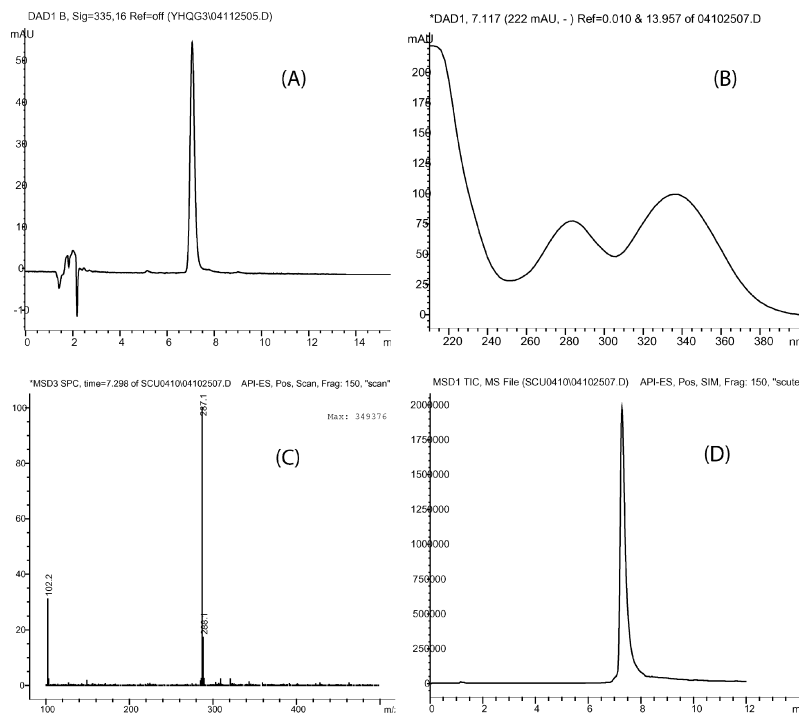 DAD1 B, Sig=335,16 Ref=off (YHQG3\04112505.D)
mAU
(A)
50
40
30
20
10
0
-10
0 2 4 6 8 10 12 14 m
*DAD1, 7.117 (222 mAU, - ) Ref=0.010 & 13.957 of 04102507.D
mAU
(B)
200
175
150
125
100
75
50
25
0
220 240 260 280 300 320 340 360 380 nm
*MSD3 SPC, time=7.298 of SCU0410\04102507.D API-ES, Pos, Scan, Frag: 150, "scan"
100
287.1
Max: 349376
(C)
80
60
40
102.2
288.1
20
0
100 200 300 400 m/:
MSD1 TIC, MS File (SCU0410\04102507.D) API-ES, Pos, SIM, Frag: 150, "scute
2000000
1750000
(D)
1500000
1250000
1000000
750000
500000
250000
0
0 2 4 6 8 10 12 m